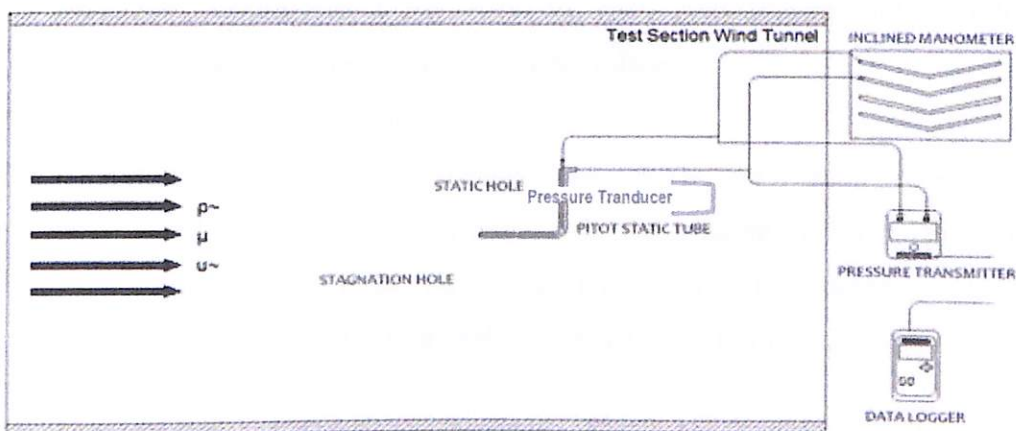 Test Section Wind Tunnel
INCLINED MANOMETER
STATIC HOLE
Pressure Tranducer
ρ~
PITOT STATIC TUBE
μ
u~
STAGNATION HOLE
PRESSURE TRANSMITTER
DATA LOGGER